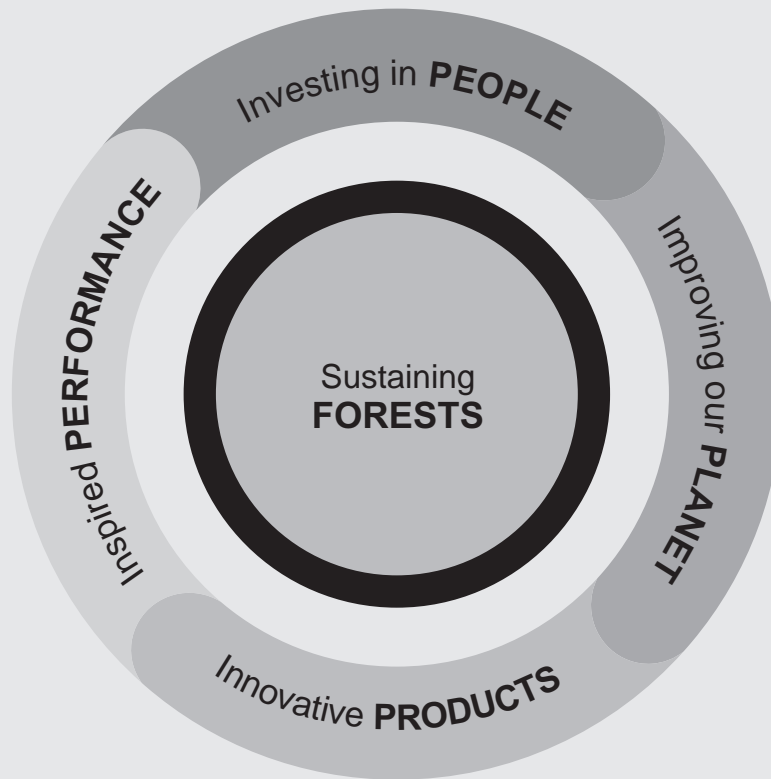 Investing in PEOPLE
Improving our PLANET
Innovative PRODUCTS
Inspired PERFORMANCE
Sustaining
FORESTS